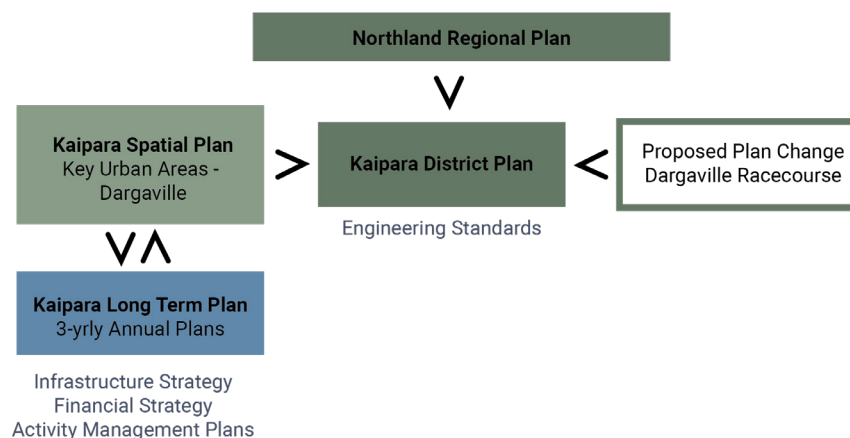 Northland Regional Plan
Kaipara Spatial Plan
Key Urban Areas -
Dargaville
Kaipara District Plan
Proposed Plan Change
Dargaville Racecourse
Engineering Standards
Kaipara Long Term Plan
3-yrly Annual Plans
Infrastructure Strategy
Financial Strategy
Activity Management Plans